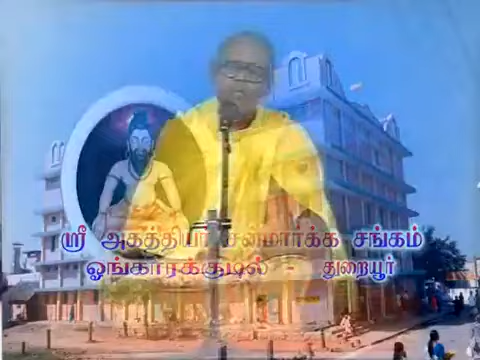 ஸ்ரீ அகத்தியர் சன்மார்க்க சங்கம்
ஓங்காரக்குடில் - துறையூர்